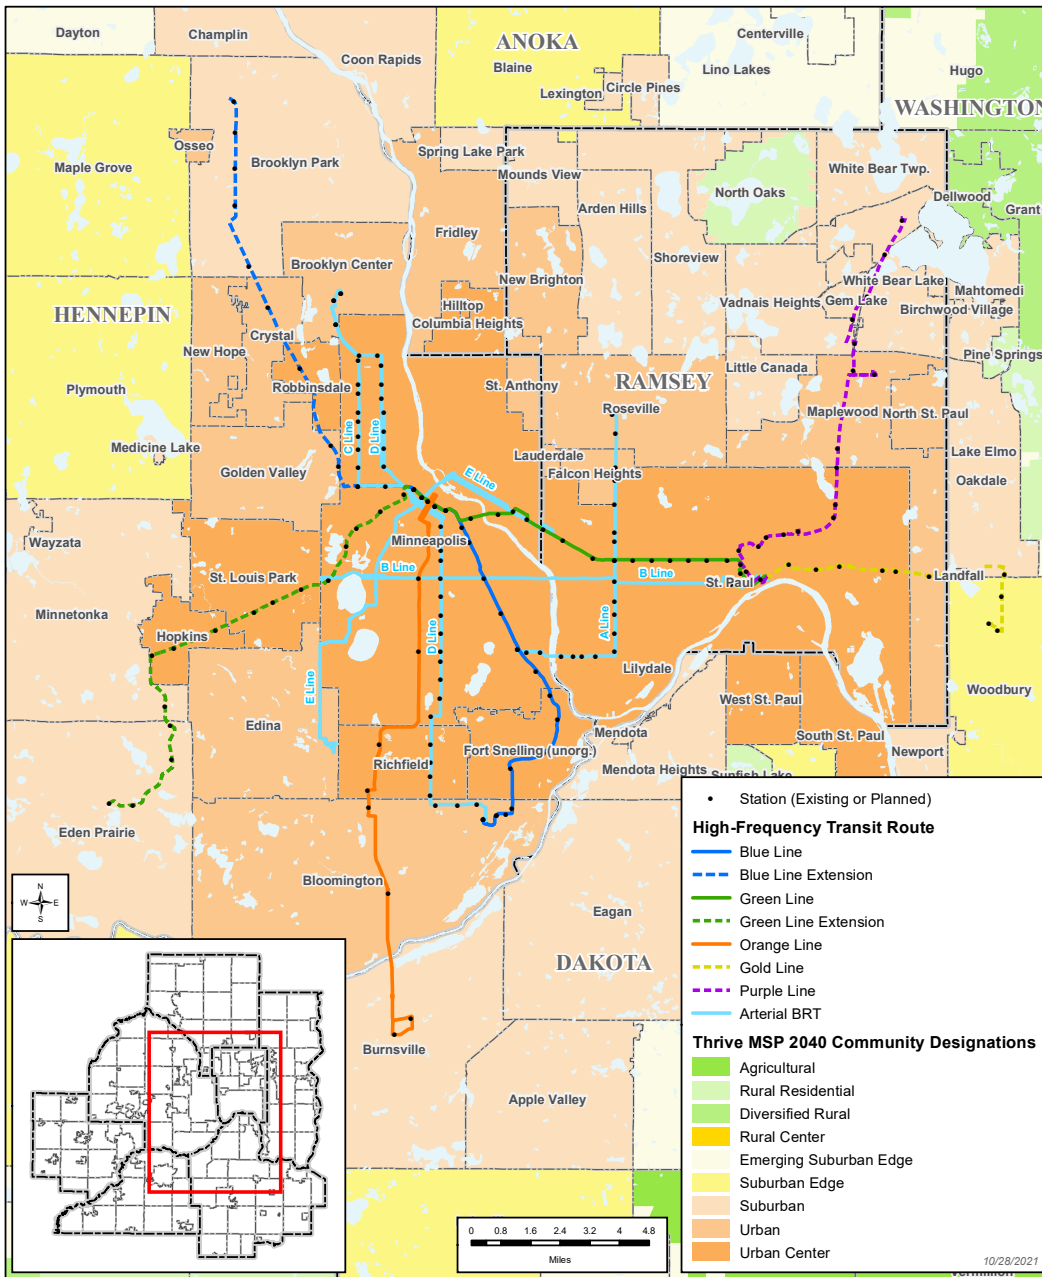 Dayton
Champlin
ANOKA
Centerville
Coon Rapids
Blaine
Lino Lakes
Hugo
Lexington
Circle Pines
WASHINGTON
Osseo
Maple Grove
Brooklyn Park
Spring Lake Park
White Bear Twp.
Mounds View
North Oaks
Dellwood
Arden Hills
Grant
Fridley
Shoreview
Brooklyn Center
New Brighton
White Bear Lake
Mahtomedi
HENNEPIN
Hilltop
Vadnais Heights
Gem Lake
Birchwood Village
Columbia Heights
Crystal
New Hope
Pine Springs
Little Canada
Plymouth
Robbinsdale
St. Anthony
RAMSEY
Roseville
Maplewood
North St. Paul
C Line
D Line
Medicine Lake
Lauderdale
Lake Elmo
Golden Valley
E Line
Falcon Heights
Oakdale
Wayzata
Minneapolis
St. Louis Park
B Line
B Line
St. Paul
Landfall
Minnetonka
Hopkins
D Line
A Line
Lilydale
E Line
Woodbury
West St. Paul
Edina
Mendota
South St. Paul
Fort Snelling (unorg.)
Newport
Richfield
Mendota Heights
Sunfish Lake
Eden Prairie
Bloomington
Eagan
DAKOTA
Burnsville
Apple Valley
N
W
E
S
Station (Existing or Planned)
High-Frequency Transit Route
Blue Line
Blue Line Extension
Green Line
Green Line Extension
Orange Line
Gold Line
Purple Line
Arterial BRT
Thrive MSP 2040 Community Designations
Agricultural
Rural Residential
Diversified Rural
Rural Center
Emerging Suburban Edge
Suburban Edge
Suburban
Urban
Urban Center
0 0.8 1.6 2.4 3.2 4 4.8
Miles
10/28/2021
Vermillion